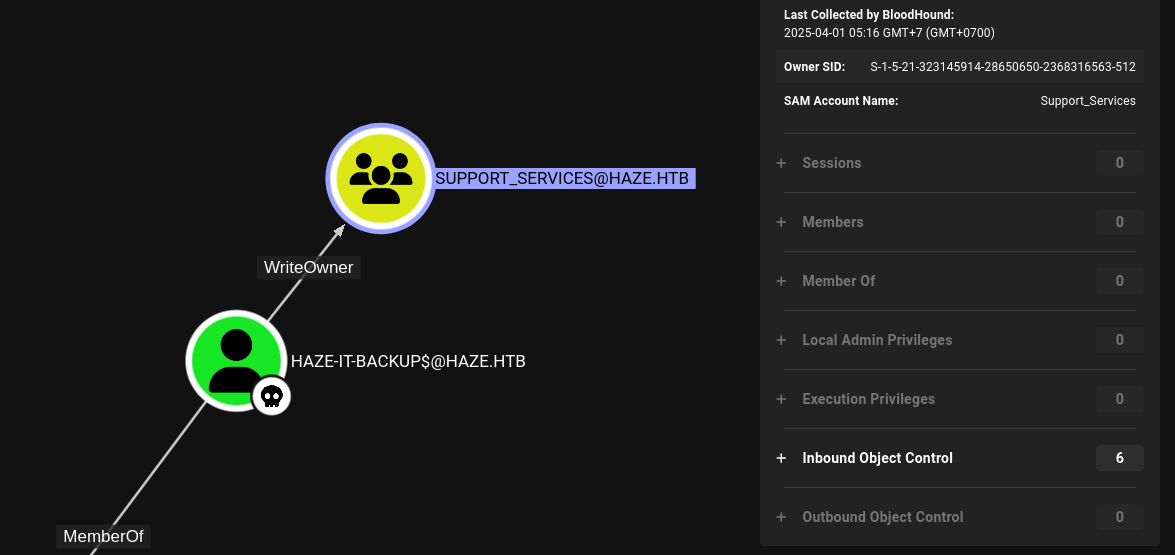 SUPPORT_SERVICES@HAZE.HTB
WriteOwner
HAZE-IT-BACKUP$@HAZE.HTB
MemberOf
Last Collected by BloodHound:
2025-04-01 05:16 GMT+7 (GMT+0700)
Owner SID: S-1-5-21-323145914-28650650-2368316563-512
SAM Account Name: Support_Services
+ Sessions 0
+ Members 0
+ Member Of 0
+ Local Admin Privileges 0
+ Execution Privileges 0
+ Inbound Object Control 6
+ Outbound Object Control 0